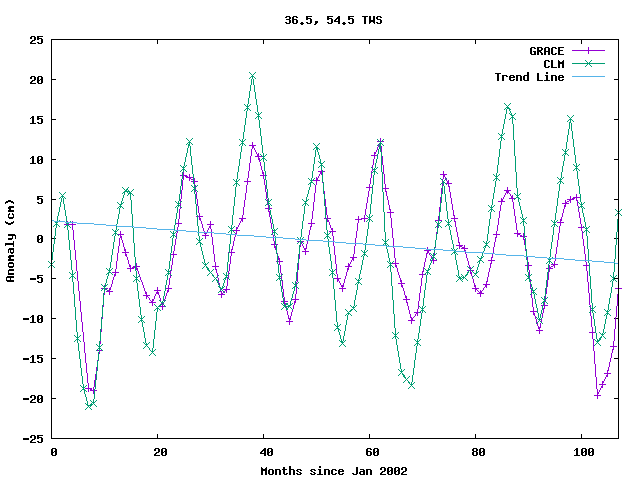 36.5, 54.5 TWS
GRACE
CLM
Trend Line
Anomaly (cm)
25
20
15
10
5
0
-5
-10
-15
-20
-25
0 20 40 60 80 100
Months since Jan 2002